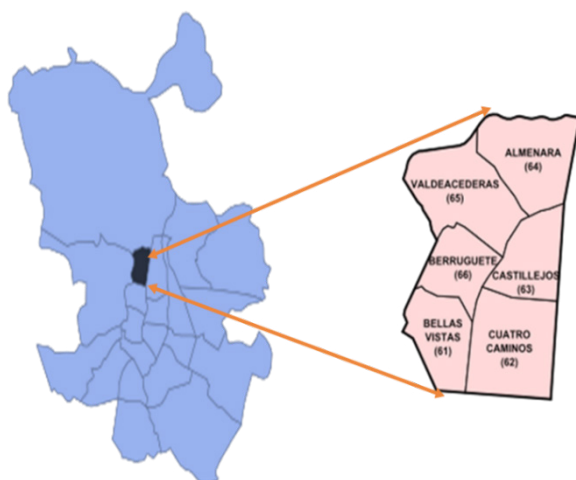 ALMENARA
(64)
VALDEACEDERAS
(65)
BERRUGUETE
(66)
CASTILLEJOS
(63)
BELLAS
VISTAS
(61)
CUATRO
CAMINOS
(62)